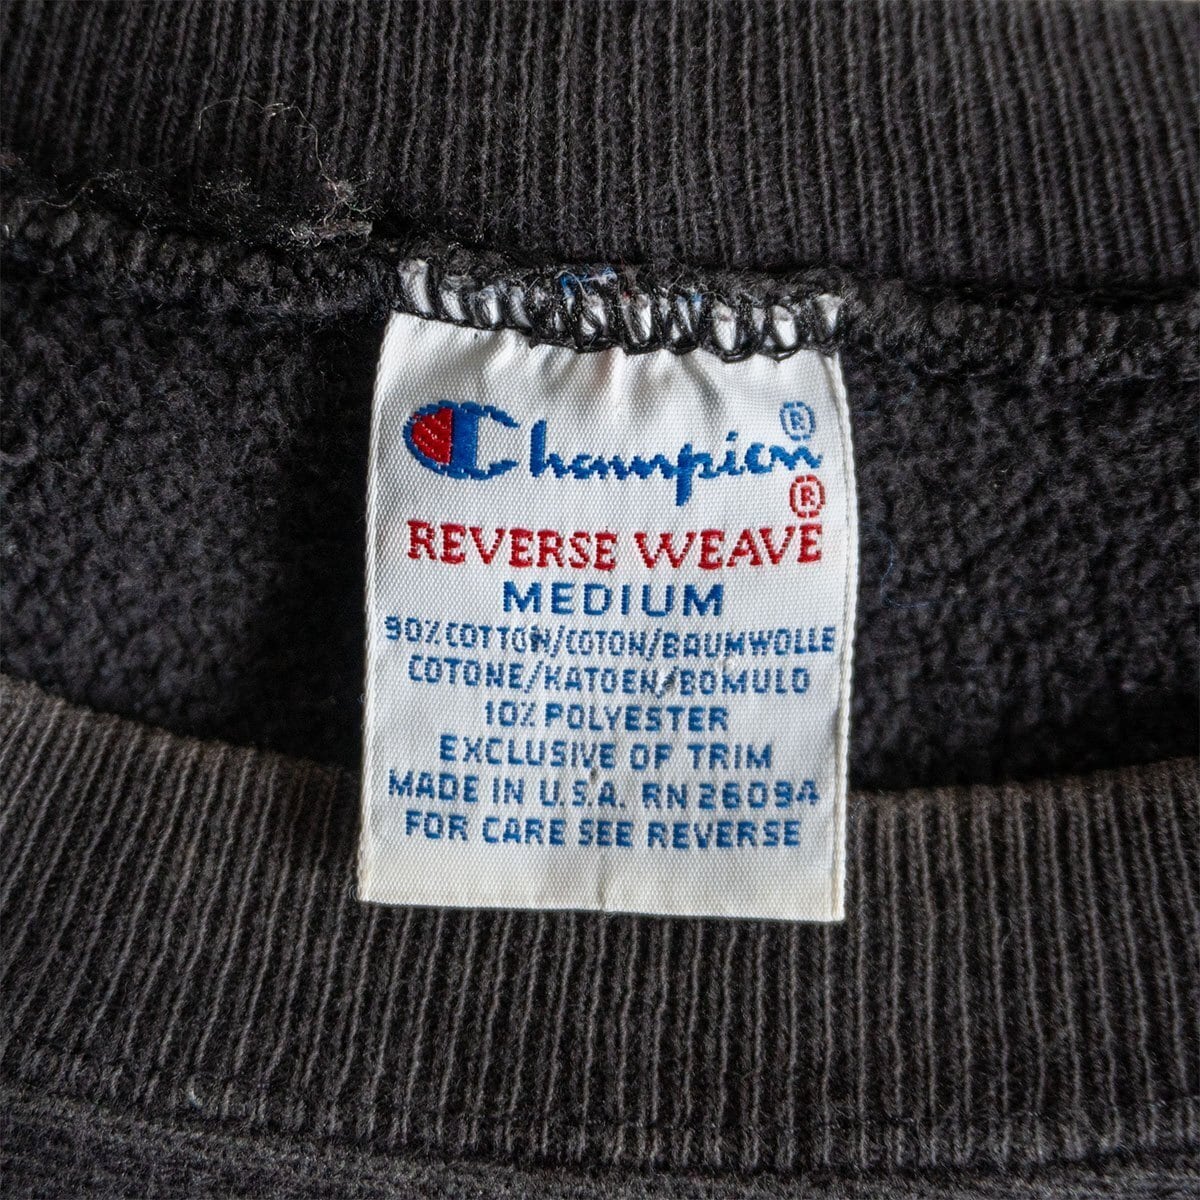 Champion®
®
REVERSE WEAVE
MEDIUM
90% COTTON/COTON/BAUMWOLLE
COTONE/KATOEN/BOMULD
10% POLYESTER
EXCLUSIVE OF TRIM
MADE IN U.S.A. RN 26094
FOR CARE SEE REVERSE